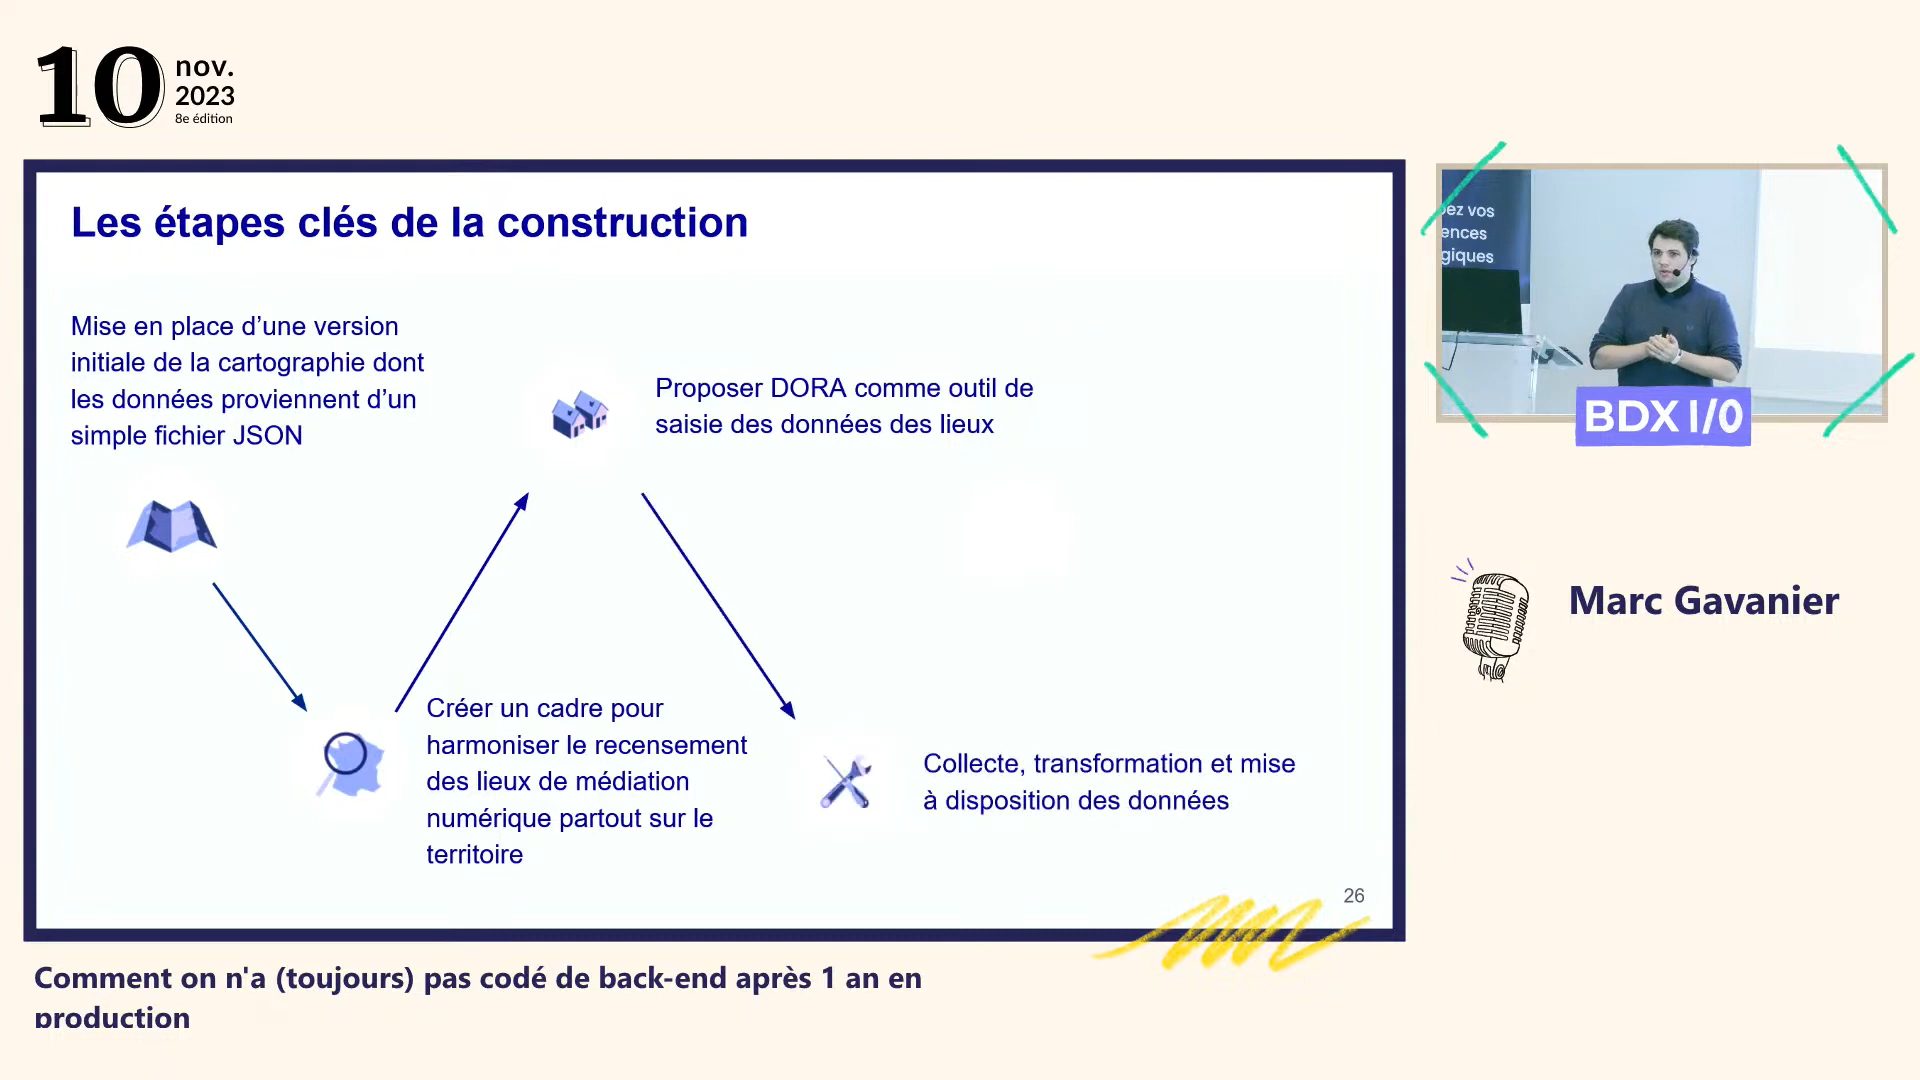 10
nov.
2023
8e édition
Les étapes clés de la construction
Mise en place d’une version
initiale de la cartographie dont
les données proviennent d’un
simple fichier JSON
Proposer DORA comme outil de
saisie des données des lieux
Créer un cadre pour
harmoniser le recensement
des lieux de médiation
numérique partout sur le
territoire
Collecte, transformation et mise
à disposition des données
26
ez vos
ences
giques
BDX I/O
Marc Gavanier
Comment on n'a (toujours) pas codé de back-end après 1 an en
production